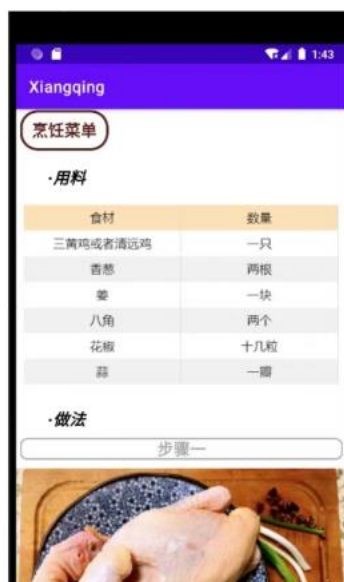 1:43
Xiangqing
烹饪菜单
·用料
食材 数量
三黄鸡或者清远鸡 一只
香葱 两根
姜 一块
八角 两个
花椒 十几粒
蒜 一瓣
·做法
步骤一